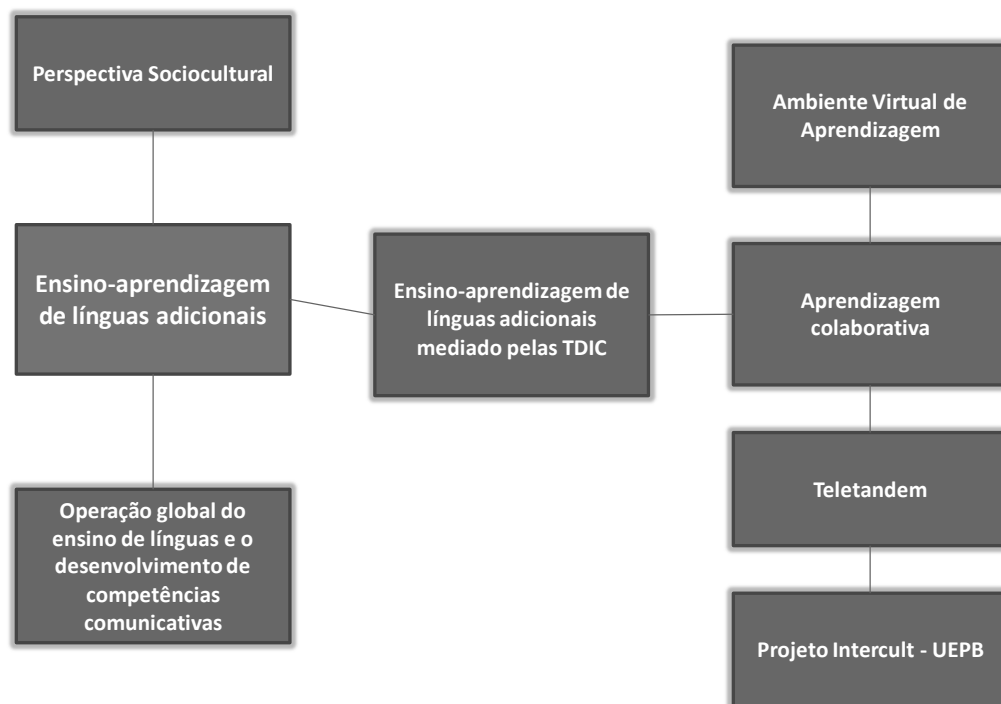 Perspectiva Sociocultural
Ensino-aprendizagem
de línguas adicionais
Operação global do
ensino de línguas e o
desenvolvimento de
competências
comunicativas
Ensino-aprendizagem de
línguas adicionais
mediado pelas TDIC
Ambiente Virtual de
Aprendizagem
Aprendizagem
colaborativa
Teletandem
Projeto Intercult - UEPB